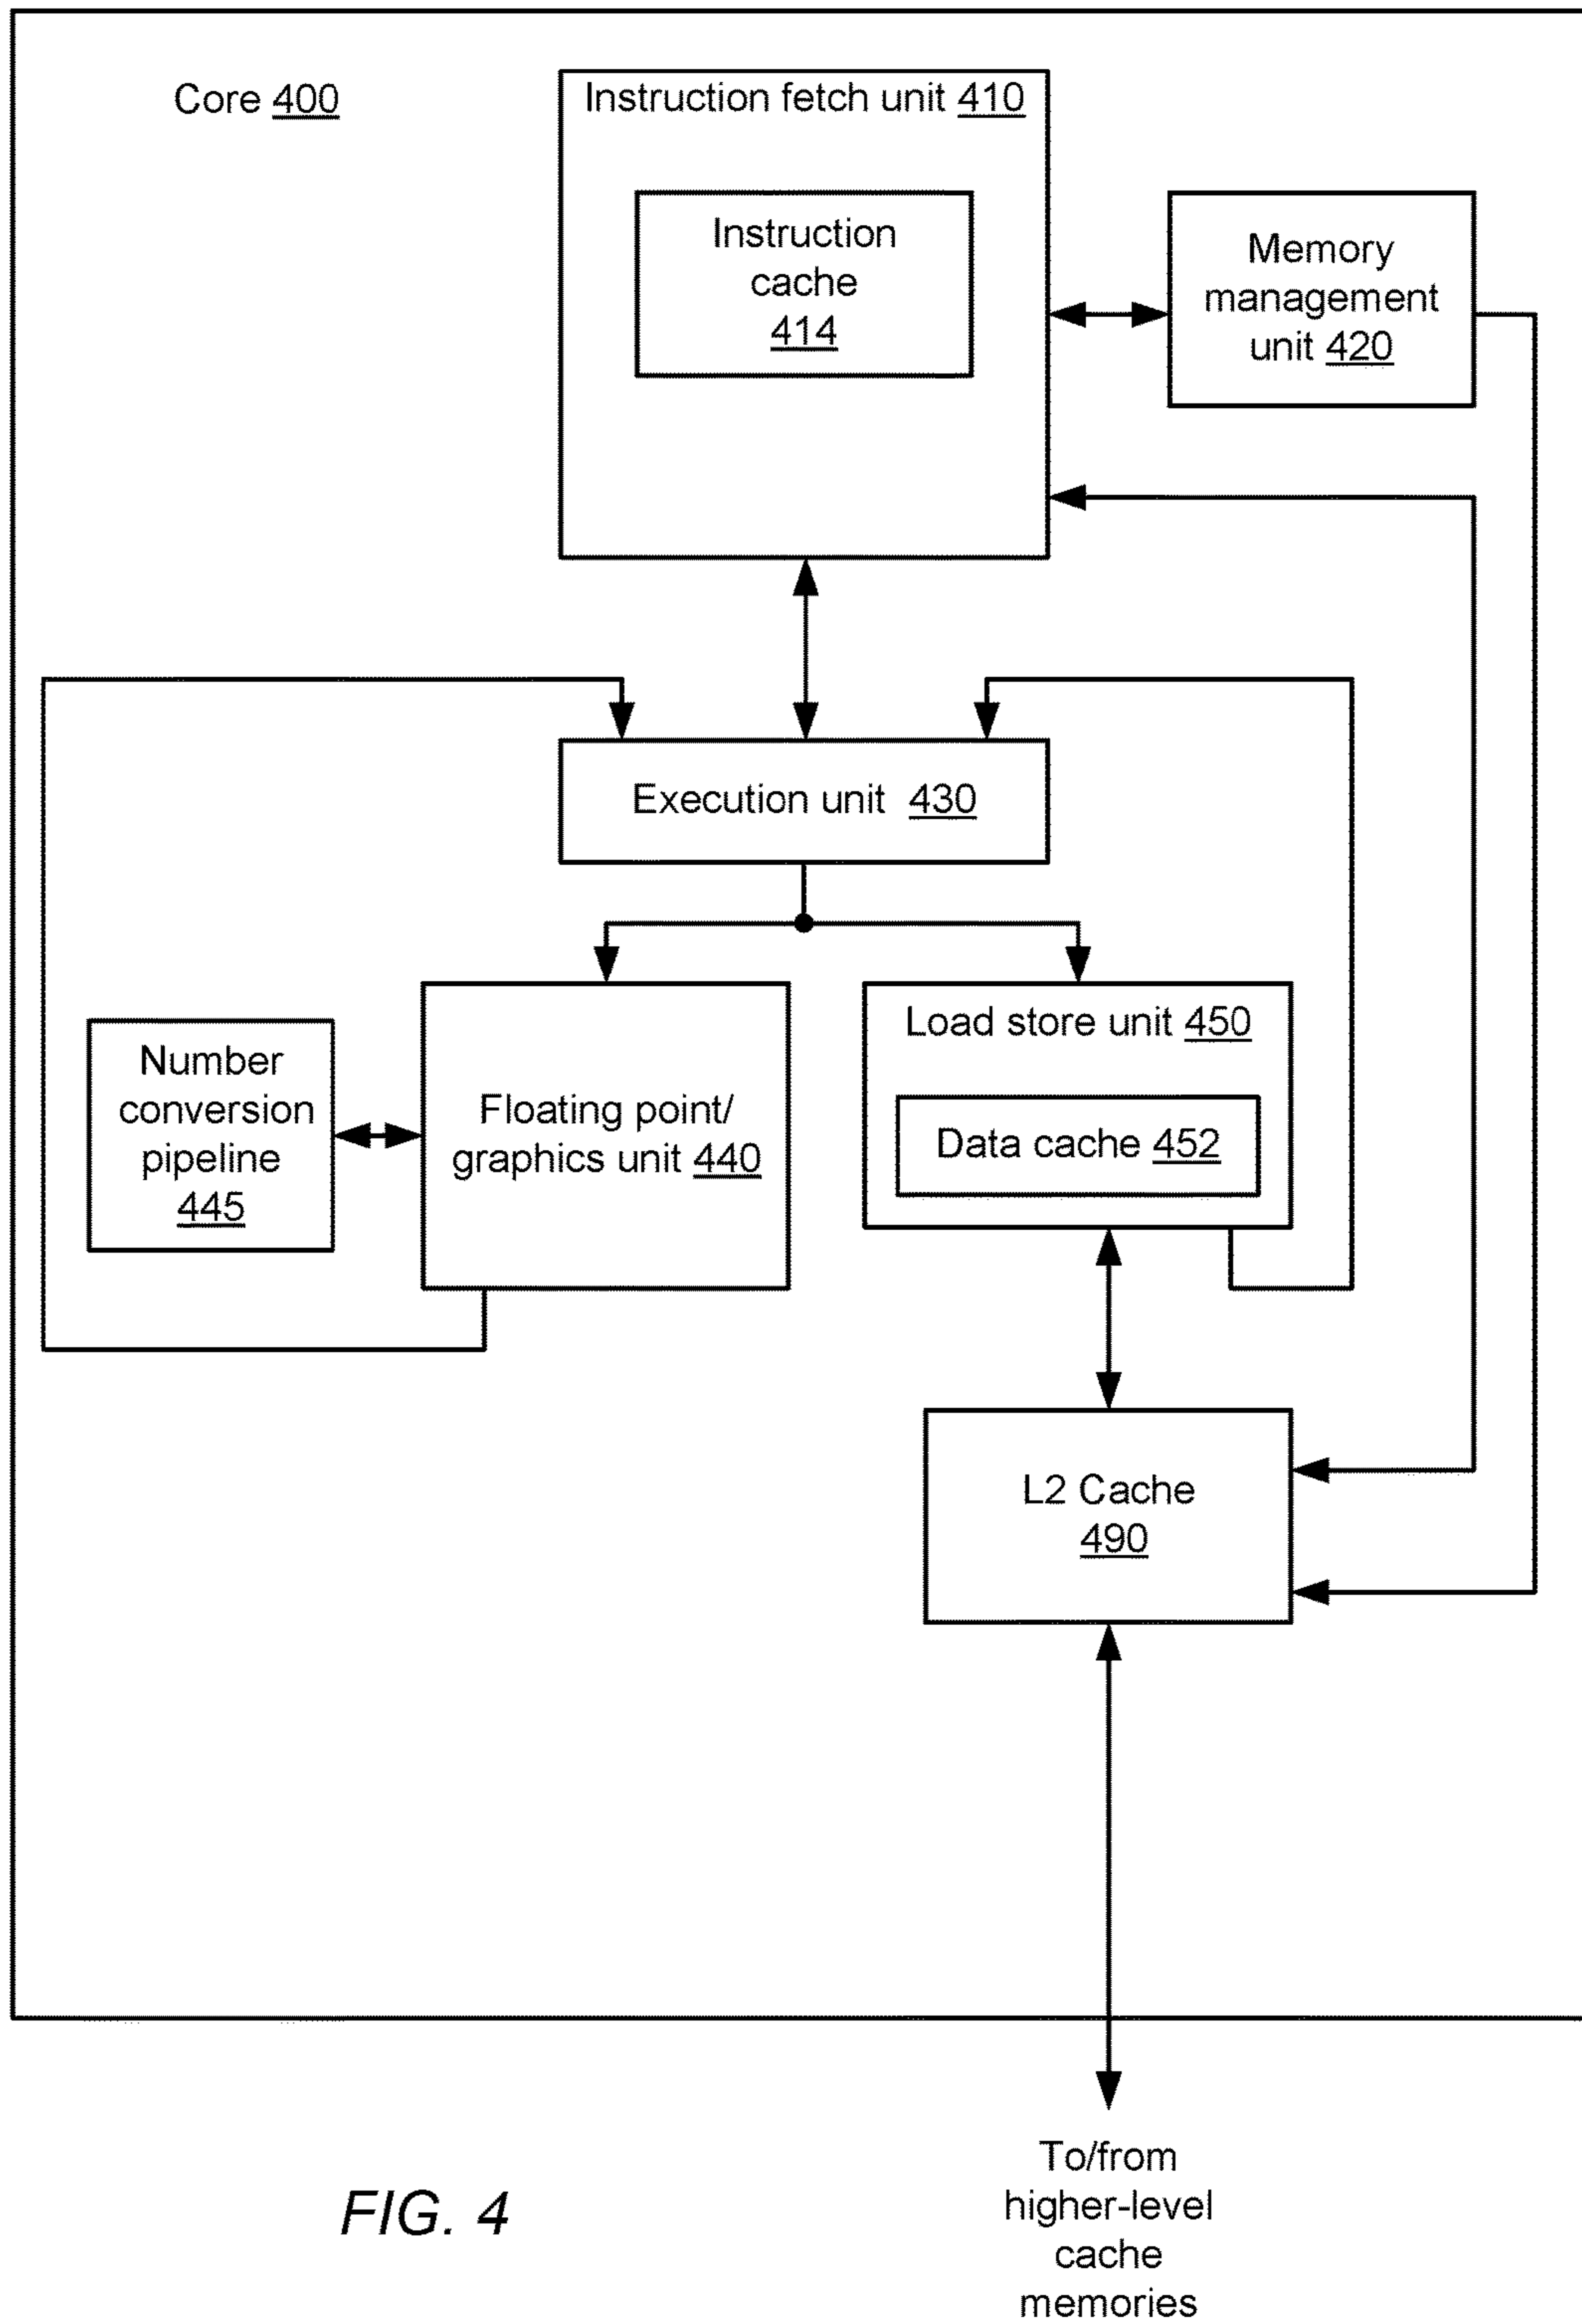 Core 400
Instruction fetch unit 410
Instruction
cache
414
Memory
management
unit 420
Execution unit 430
Number
conversion
pipeline
445
Floating point/
graphics unit 440
Load store unit 450
Data cache 452
L2 Cache
490
To/from
higher-level
cache
memories
FIG. 4